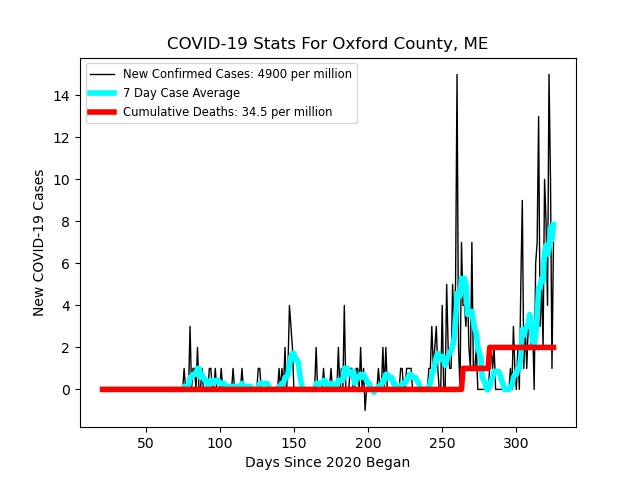 COVID-19 Stats For Oxford County, ME
New Confirmed Cases: 4900 per million
7 Day Case Average
Cumulative Deaths: 34.5 per million
New COVID-19 Cases
14
12
10
8
6
4
2
0
50 100 150 200 250 300
Days Since 2020 Began